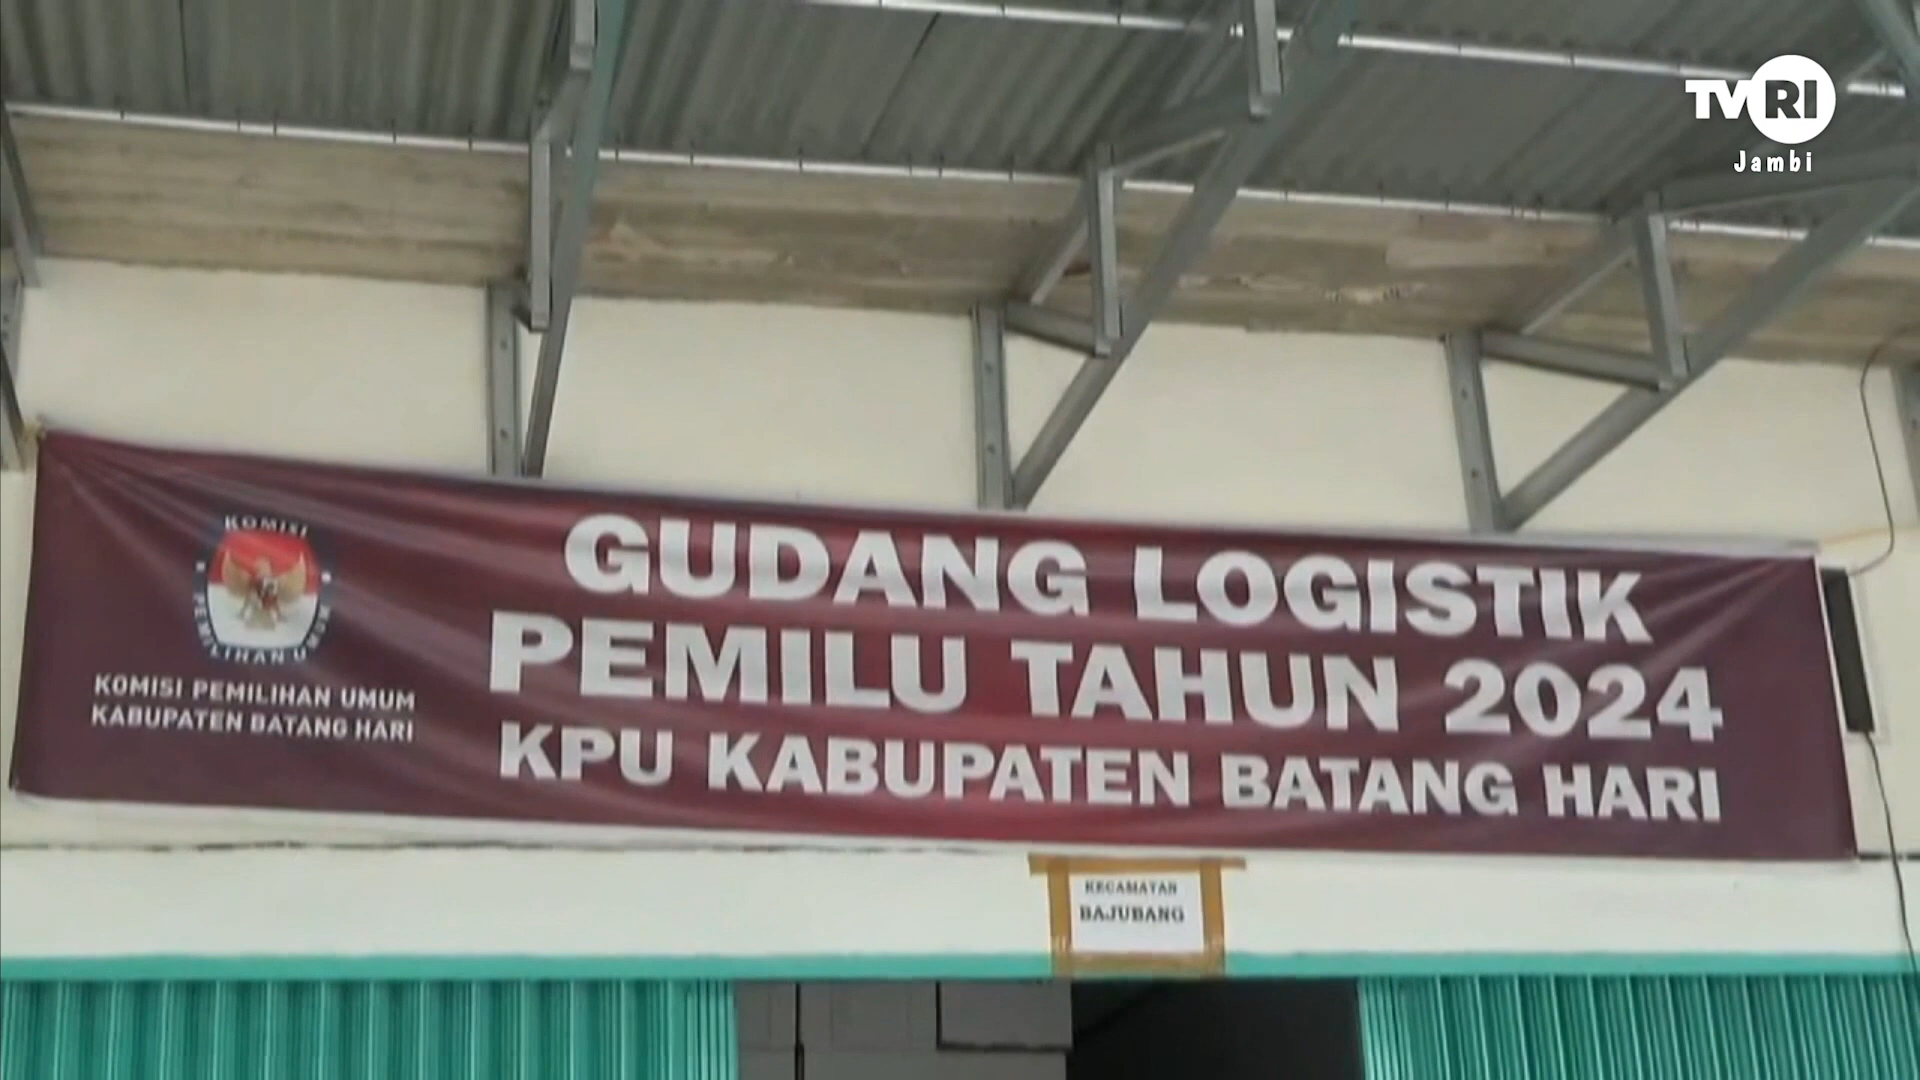 TVRI
Jambi
KOMISI
PEMILIHAN UMUM
KOMISI PEMILIHAN UMUM
KABUPATEN BATANG HARI
GUDANG LOGISTIK
PEMILU TAHUN 2024
KPU KABUPATEN BATANG HARI
KECAMATAN
BAJUBANG